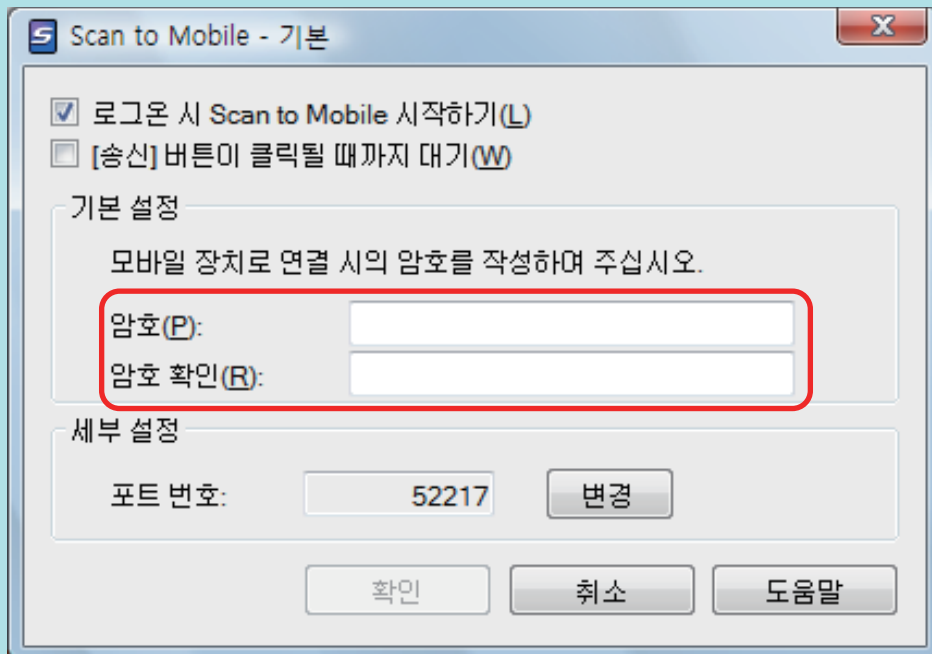 Scan to Mobile - 기본
로그온 시 Scan to Mobile 시작하기(L)
[송신] 버튼이 클릭될 때까지 대기(W)
기본 설정
모바일 장치로 연결 시의 암호를 작성하여 주십시오.
암호(P):
암호 확인(R):
세부 설정
포트 번호: 52217 변경
확인 취소 도움말